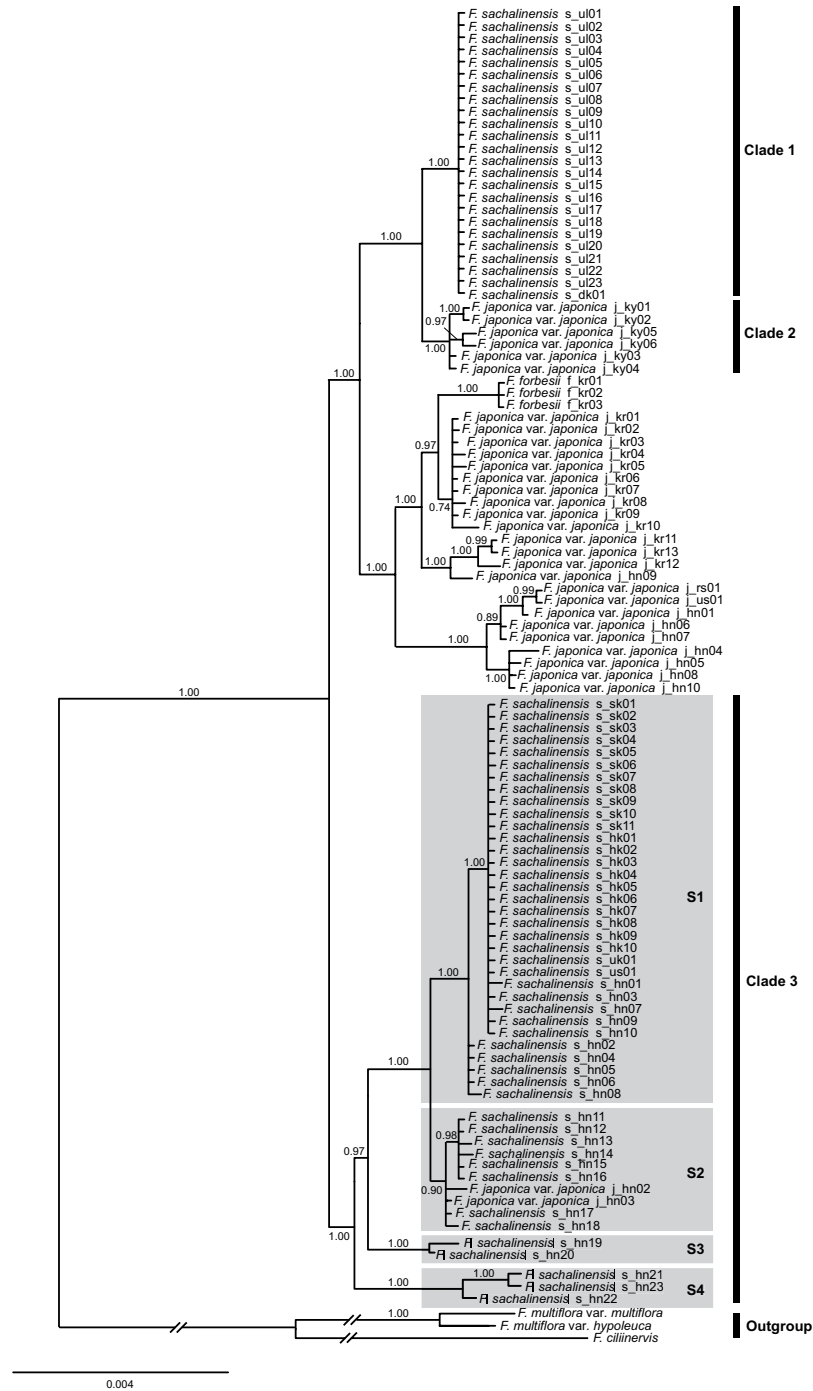 F. sachalinensis s_ul01
F. sachalinensis s_ul02
F. sachalinensis s_ul03
F. sachalinensis s_ul04
F. sachalinensis s_ul05
F. sachalinensis s_ul06
F. sachalinensis s_ul07
F. sachalinensis s_ul08
F. sachalinensis s_ul09
F. sachalinensis s_ul10
F. sachalinensis s_ul11
F. sachalinensis s_ul12
Clade 1
1.00
F. sachalinensis s_ul13
F. sachalinensis s_ul14
F. sachalinensis s_ul15
F. sachalinensis s_ul16
F. sachalinensis s_ul17
F. sachalinensis s_ul18
1.00
F. sachalinensis s_ul19
F. sachalinensis s_ul20
F. sachalinensis s_ul21
F. sachalinensis s_ul22
F. sachalinensis s_ul23
F. sachalinensis s_dk01
1.00
F. japonica var. japonica j_ky01
F. japonica var. japonica j_ky02
0.97
F. japonica var. japonica j_ky05
Clade 2
F. japonica var. japonica j_ky06
1.00
F. japonica var. japonica j_ky03
F. japonica var. japonica j_ky04
1.00
F. forbesii f_kr01
1.00
F. forbesii f_kr02
F. forbesii f_kr03
F. japonica var. japonica j_kr01
F. japonica var. japonica j_kr02
0.97
F. japonica var. japonica j_kr03
F. japonica var. japonica j_kr04
F. japonica var. japonica j_kr05
F. japonica var. japonica j_kr06
F. japonica var. japonica j_kr07
1.00
0.74
F. japonica var. japonica j_kr08
F. japonica var. japonica j_kr09
F. japonica var. japonica j_kr10
0.99
F. japonica var. japonica j_kr11
1.00
F. japonica var. japonica j_kr13
1.00
F. japonica var. japonica j_kr12
1.00
F. japonica var. japonica j_hn09
0.99
F. japonica var. japonica j_rs01
1.00
F. japonica var. japonica j_us01
F. japonica var. japonica j_hn01
0.89
F. japonica var. japonica j_hn06
F. japonica var. japonica j_hn07
1.00
F. japonica var. japonica j_hn04
F. japonica var. japonica j_hn05
1.00
F. japonica var. japonica j_hn08
F. japonica var. japonica j_hn10
1.00
F. sachalinensis s_sk01
F. sachalinensis s_sk02
F. sachalinensis s_sk03
F. sachalinensis s_sk04
F. sachalinensis s_sk05
F. sachalinensis s_sk06
F. sachalinensis s_sk07
F. sachalinensis s_sk08
F. sachalinensis s_sk09
F. sachalinensis s_sk10
F. sachalinensis s_sk11
F. sachalinensis s_hk01
F. sachalinensis s_hk02
1.00
F. sachalinensis s_hk03
F. sachalinensis s_hk04
F. sachalinensis s_hk05
S1
F. sachalinensis s_hk06
F. sachalinensis s_hk07
F. sachalinensis s_hk08
F. sachalinensis s_hk09
F. sachalinensis s_hk10
F. sachalinensis s_uk01
1.00
F. sachalinensis s_us01
Clade 3
F. sachalinensis s_hn01
F. sachalinensis s_hn03
F. sachalinensis s_hn07
F. sachalinensis s_hn09
F. sachalinensis s_hn10
F. sachalinensis s_hn02
F. sachalinensis s_hn04
1.00
F. sachalinensis s_hn05
F. sachalinensis s_hn06
F. sachalinensis s_hn08
F. sachalinensis s_hn11
F. sachalinensis s_hn12
0.98
F. sachalinensis s_hn13
0.97
F. sachalinensis s_hn14
F. sachalinensis s_hn15
S2
F. sachalinensis s_hn16
0.90
F. japonica var. japonica j_hn02
F. japonica var. japonica j_hn03
F. sachalinensis s_hn17
F. sachalinensis s_hn18
1.00
1.00
F. sachalinensis s_hn19
S3
F. sachalinensis s_hn20
1.00
1.00
F. sachalinensis s_hn21
F. sachalinensis s_hn23
S4
F. sachalinensis s_hn22
1.00
F. multiflora var. multiflora
F. multiflora var. hypoleuca
Outgroup
F. ciliinervis
0.004